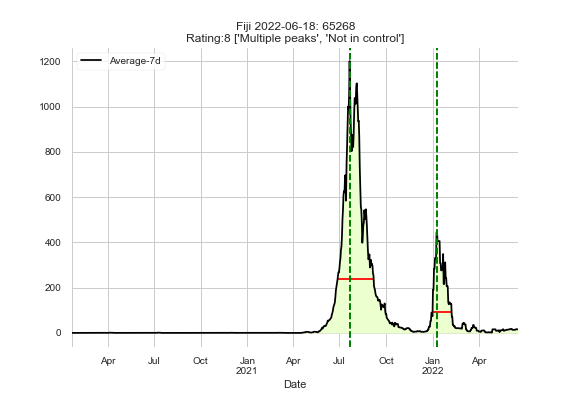 Fiji 2022-06-18: 65268
Rating:8 ['Multiple peaks', 'Not in control']
Average-7d
1200
1000
800
600
400
200
0
Apr Jul Oct Jan Apr Jul Oct Jan Apr
2021 2022
Date